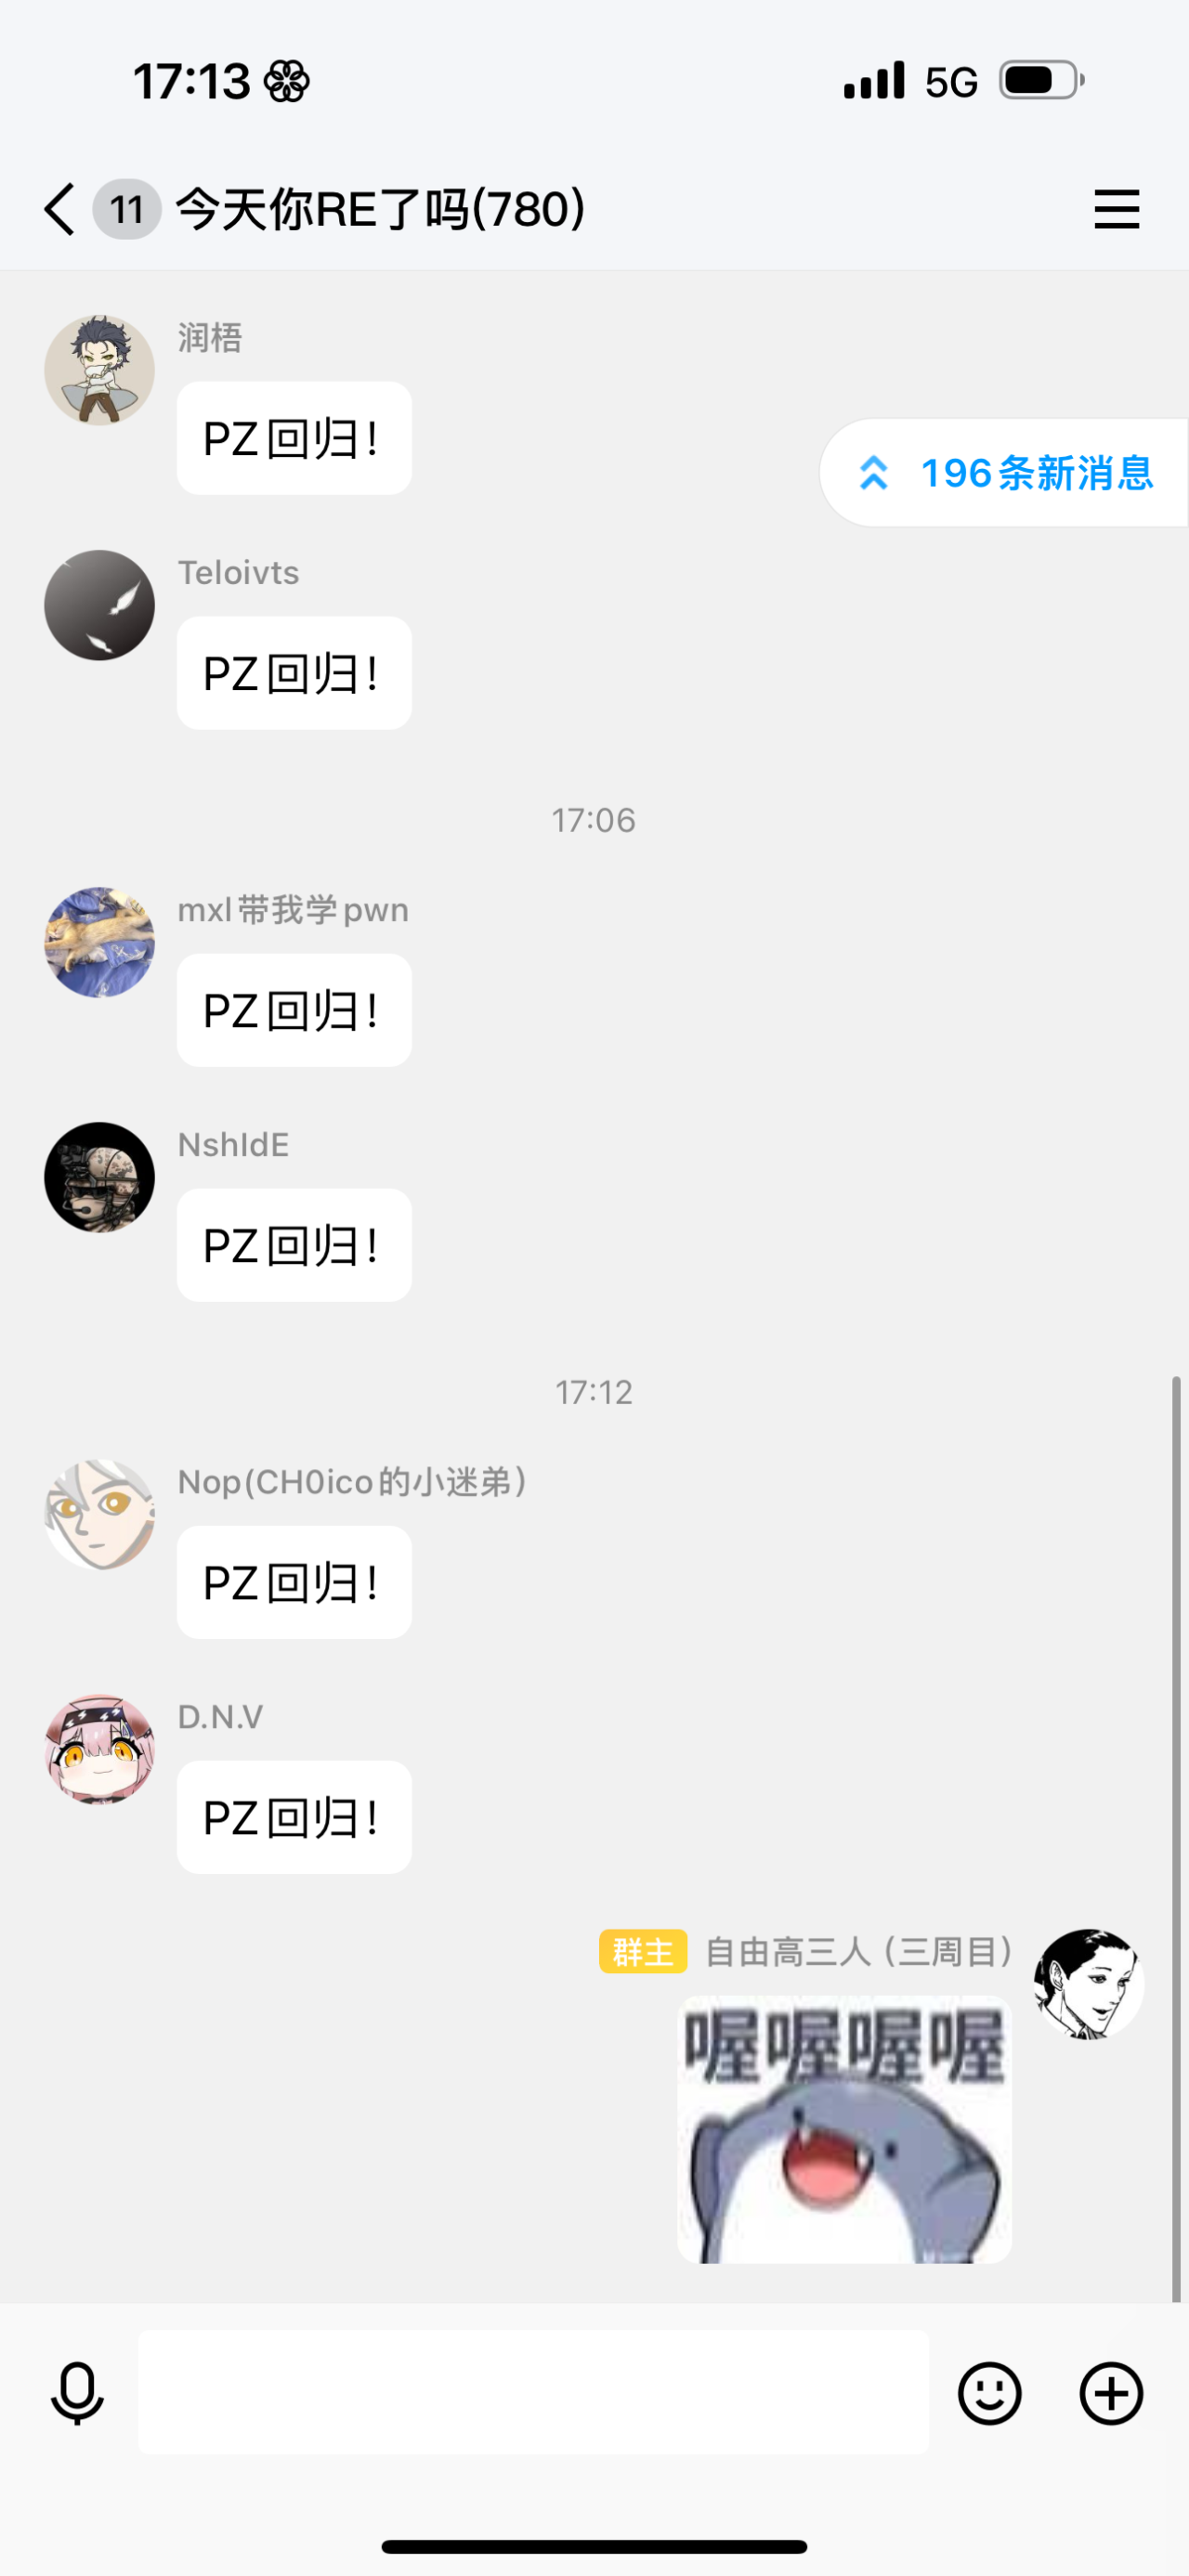 17:13
5G
11 今天你RE了吗(780)
润梧
PZ回归!
196条新消息
Teloivts
PZ回归!
17:06
mxl带我学pwn
PZ回归!
NshIdE
PZ回归!
17:12
Nop(CH0ico的小迷弟)
PZ回归!
D.N.V
PZ回归!
群主 自由高三人(三周目)
喔喔喔喔